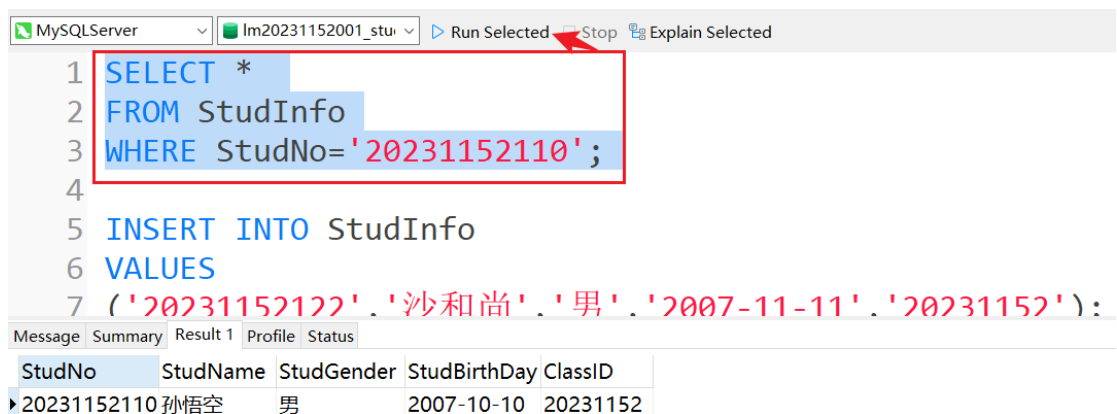 MySQLServer lm20231152001_stu Run Selected Stop Explain Selected
1 SELECT *
2 FROM StudInfo
3 WHERE StudNo='20231152110';
4
5 INSERT INTO StudInfo
6 VALUES
7 ('20231152122','沙和尚','男','2007-11-11','20231152');
Message Summary Result 1 Profile Status
StudNo StudName StudGender StudBirthDay ClassID
20231152110 孙悟空 男 2007-10-10 20231152